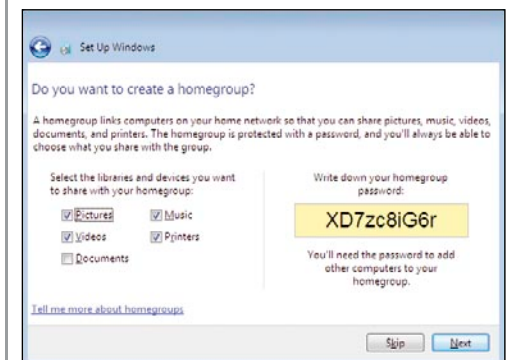 Set Up Windows
Do you want to create a homegroup?
A homegroup links computers on your home network so that you can share pictures, music, videos,
documents, and printers. The homegroup is protected with a password, and you'll always be able to
choose what you share with the group.
Select the libraries and devices you want
to share with your homegroup:
Pictures
Music
Videos
Printers
Documents
Write down your homegroup
password:
XD7zc8iG6r
You'll need the password to add
other computers to your
homegroup.
Tell me more about homegroups
Skip
Next